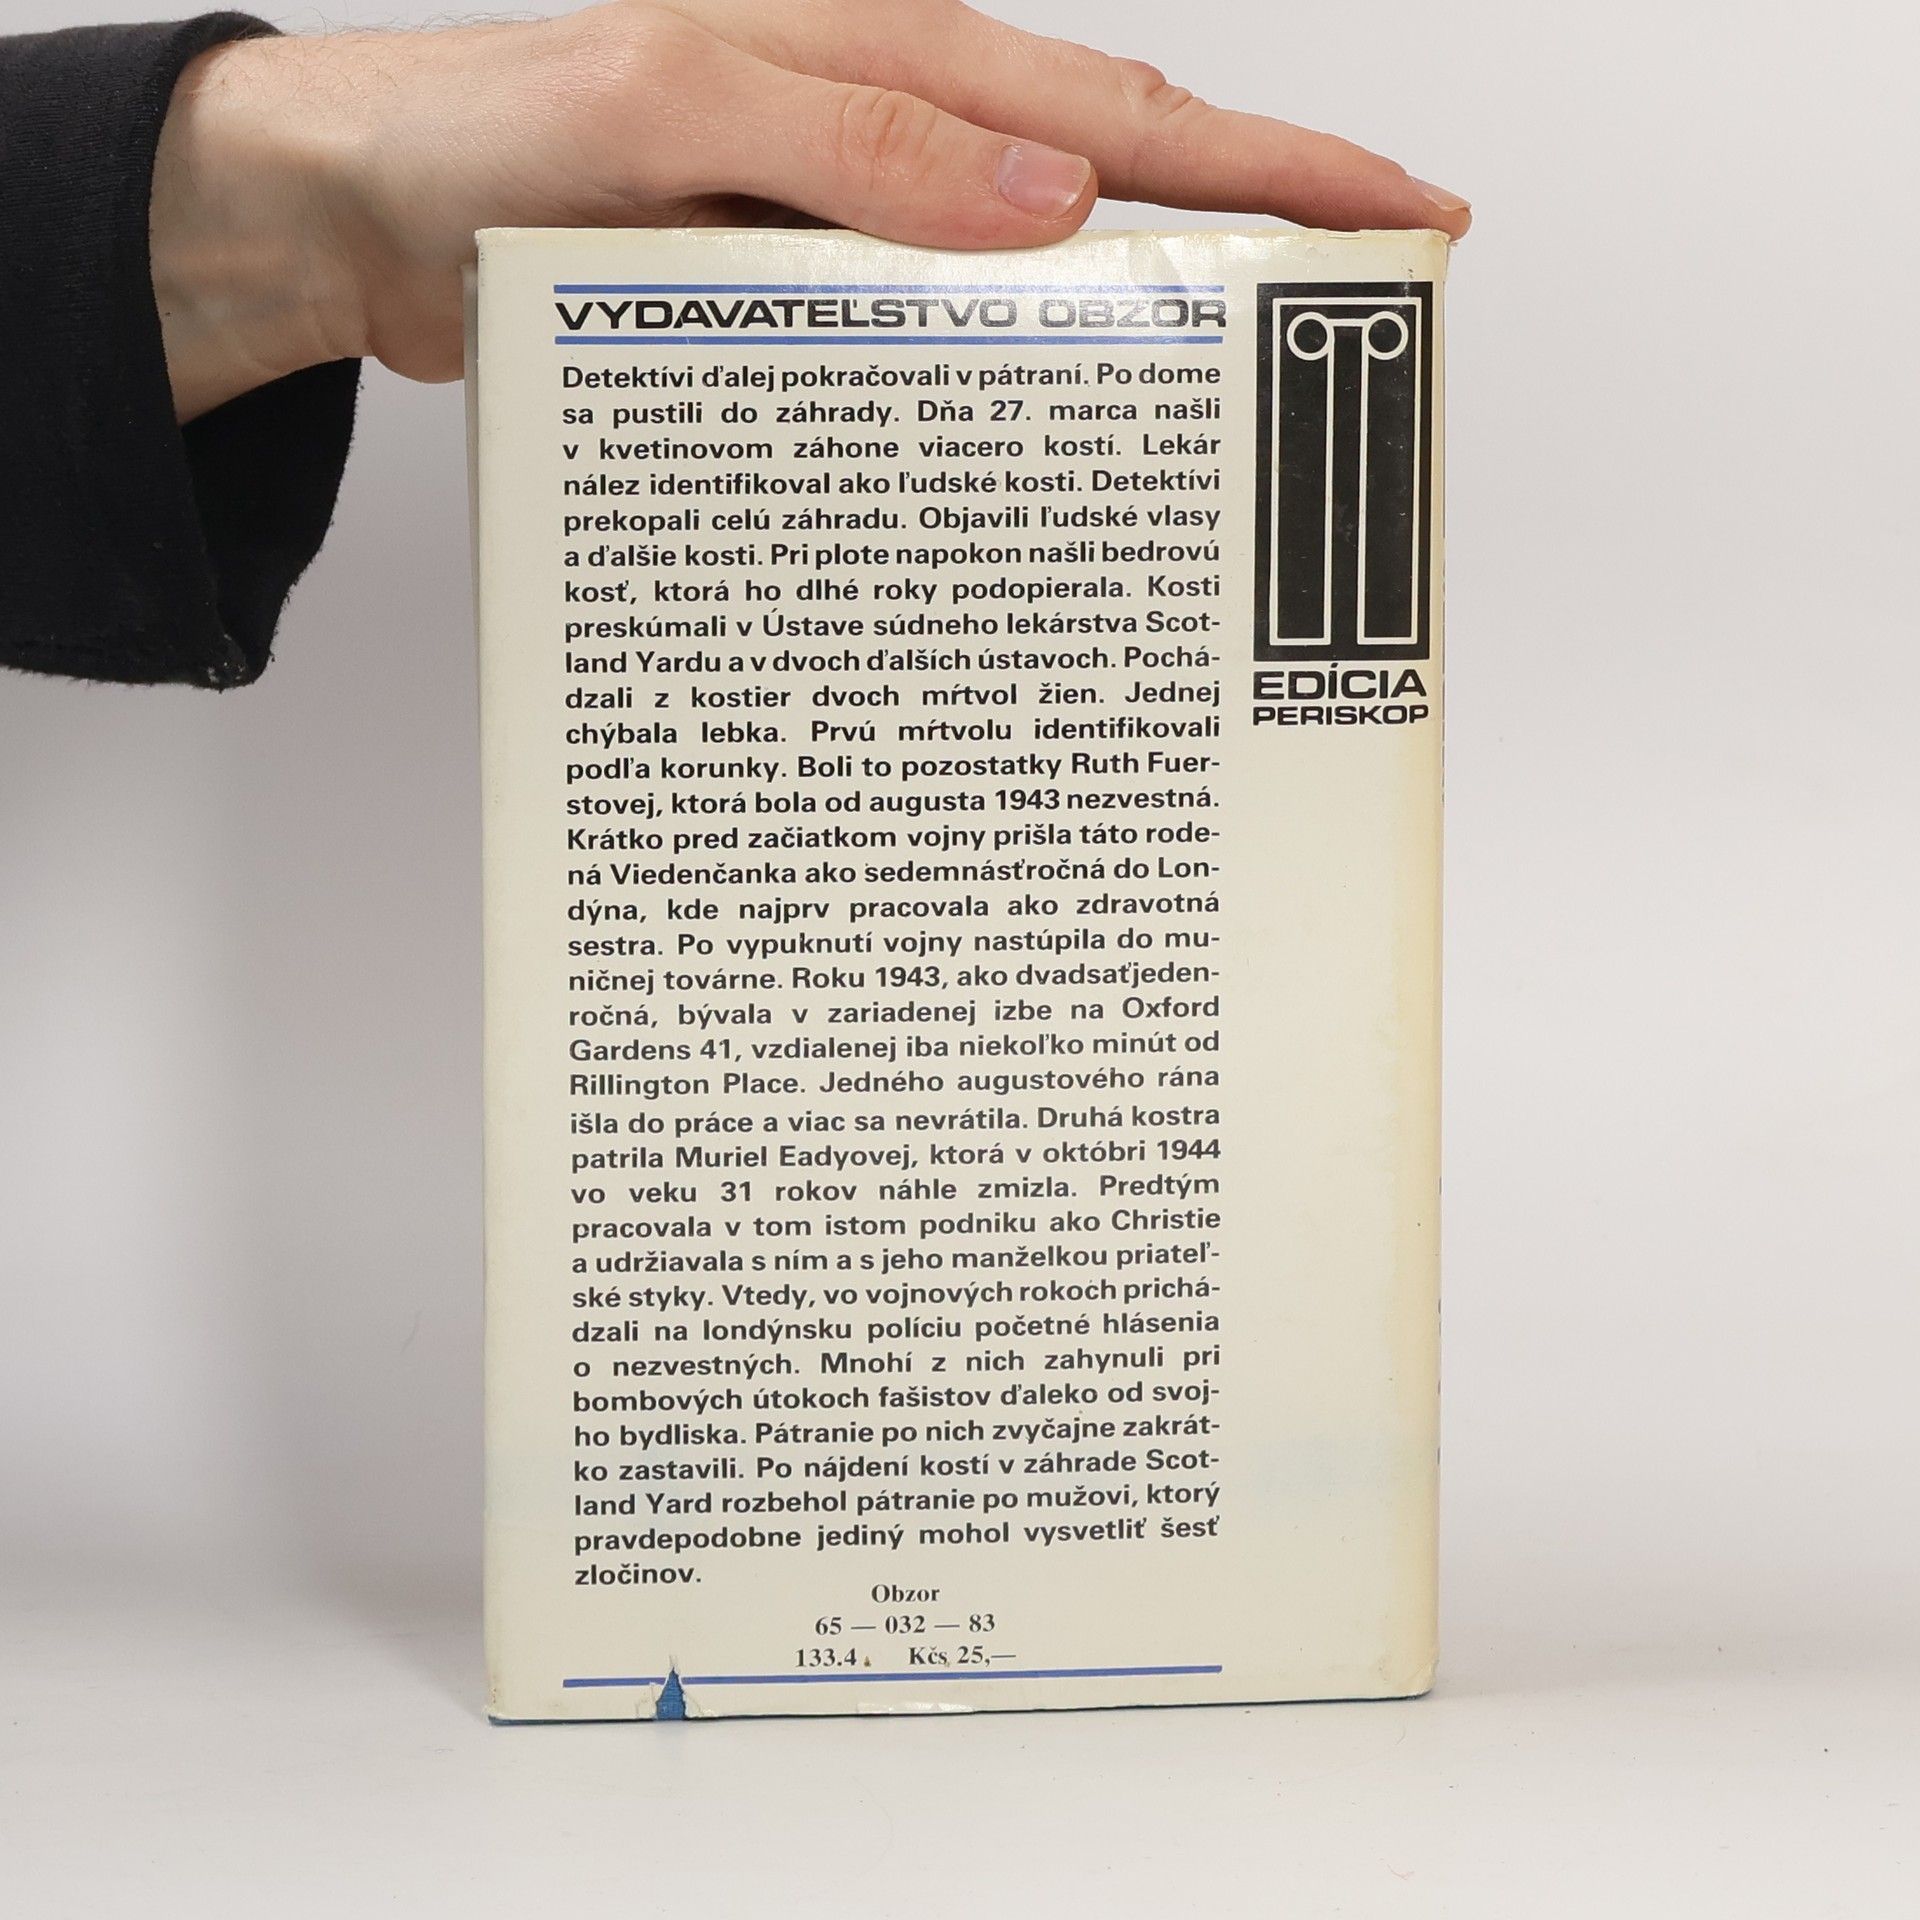 VYDAVATEĽSTVO OBZOR
Detektívi ďalej pokračovali v pátraní. Po dome
sa pustili do záhrady. Dňa 27. marca našli
v kvetinovom záhone viacero kostí. Lekár
nález identifikoval ako ľudské kosti. Detektívi
prekopali celú záhradu. Objavili ľudské vlasy
a ďalšie kosti. Pri plote napokon našli bedrovú
kosť, ktorá ho dlhé roky podopierala. Kosti
preskúmali v Ústave súdneho lekárstva Scot-
land Yardu a v dvoch ďalších ústavoch. Pochá-
dzali z kostier dvoch mŕtvol žien. Jednej
chýbala lebka. Prvú mŕtvolu identifikovali
podľa korunky. Boli to pozostatky Ruth Fuer-
stovej, ktorá bola od augusta 1943 nezvestná.
Krátko pred začiatkom vojny prišla táto rode-
ná Viedenčanka ako sedemnásťročná do Lon-
dýna, kde najprv pracovala ako zdravotná
sestra. Po vypuknutí vojny nastúpila do mu-
ničnej továrne. Roku 1943, ako dvadsaťjeden-
ročná, bývala v zariadenej izbe na Oxford
Gardens 41, vzdialenej iba niekoľko minút od
Rillington Place. Jedného augustového rána
išla do práce a viac sa nevrátila. Druhá kostra
patrila Muriel Eadyovej, ktorá v októbri 1944
vo veku 31 rokov náhle zmizla. Predtým
pracovala v tom istom podniku ako Christie
a udržiavala s ním a s jeho manželkou priateľ-
ské styky. Vtedy, vo vojnových rokoch prichá-
dzali na londýnsku políciu početné hlásenia
o nezvestných. Mnohí z nich zahynuli pri
bombových útokoch fašistov ďaleko od svoj-
ho bydliska. Pátranie po nich zvyčajne zakrát-
ko zastavili. Po nájdení kostí v záhrade Scot-
land Yard rozbehol pátranie po mužovi, ktorý
pravdepodobne jediný mohol vysvetliť šesť
zločinov.
Obzor
65 — 032 — 83
133.4 Kčs 25,—
EDÍCIA
PERISKOP